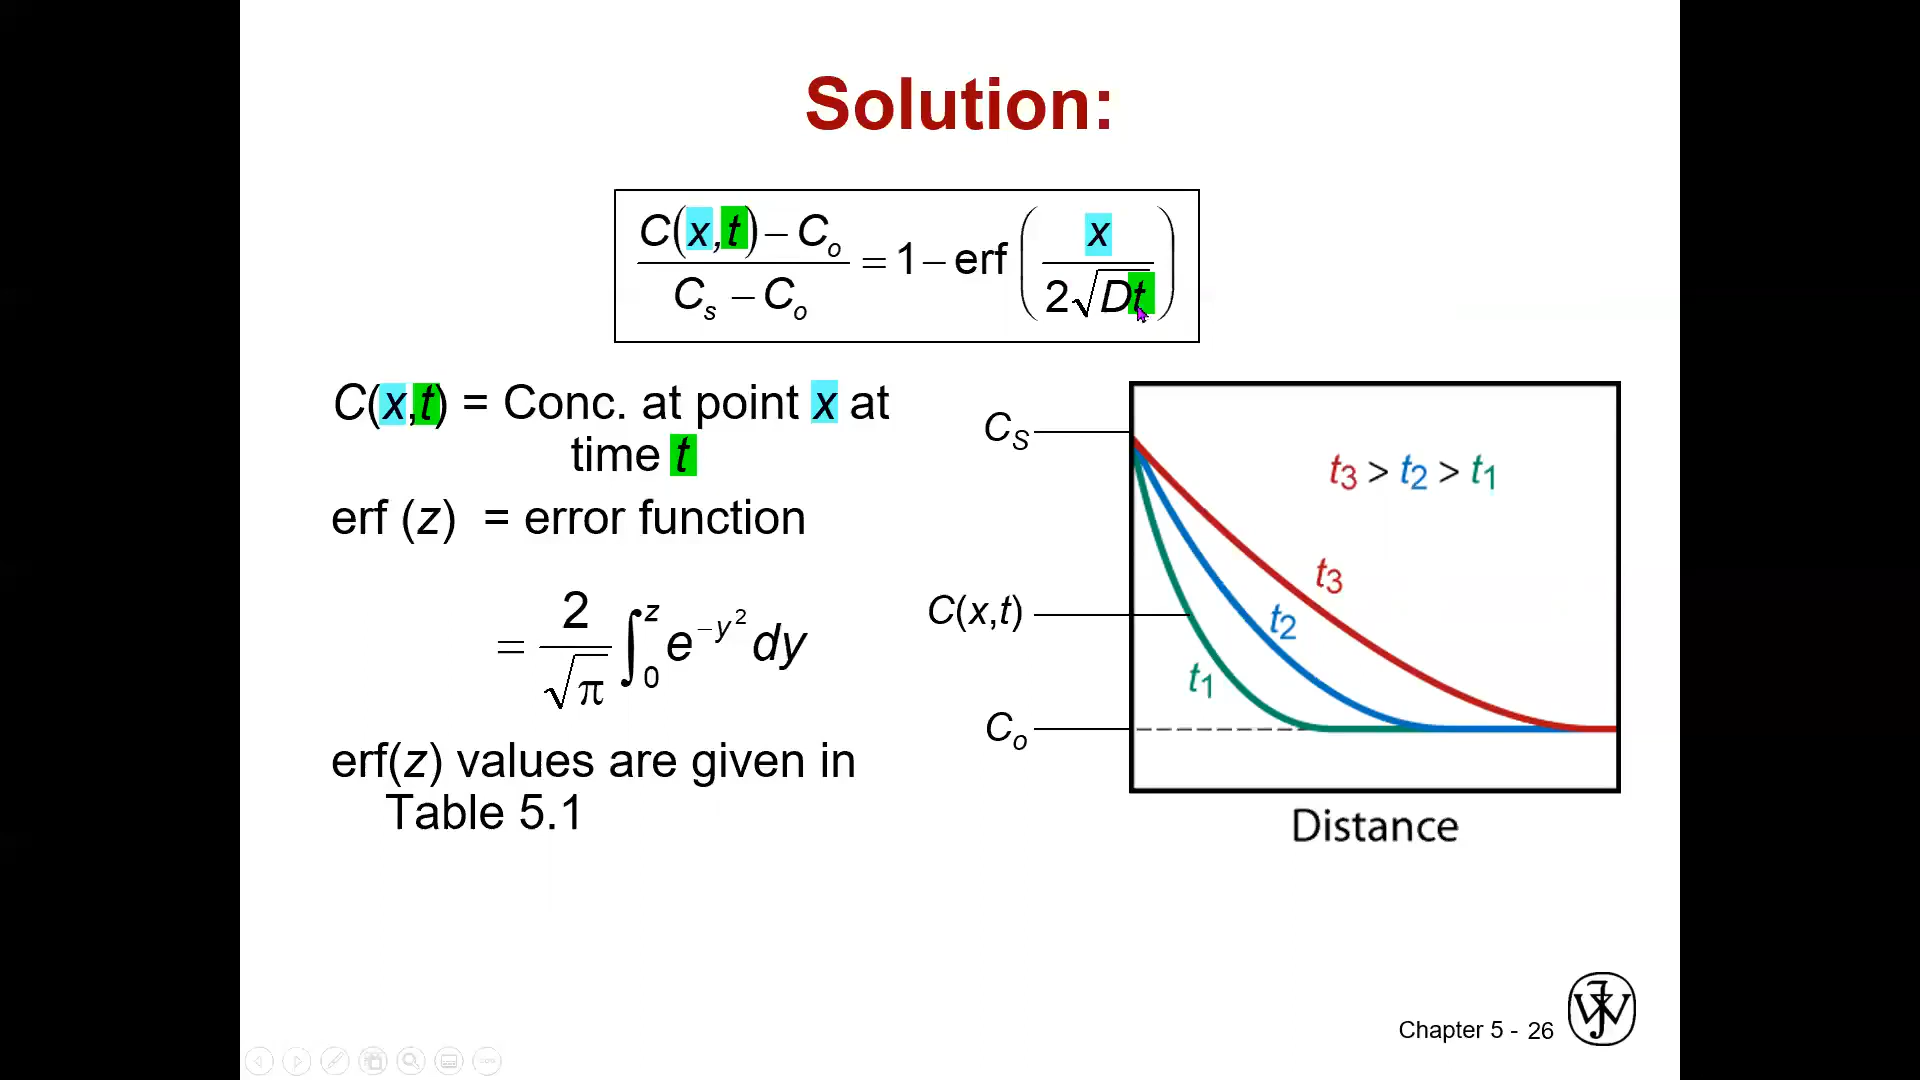 Solution:
C(x,t) – Co / Cs – Co = 1 – erf ( x / 2√Dt )
C(x,t) = Conc. at point x at
time t
erf (z) = error function
= 2/√π ∫₀ᶻ e^–y² dy
erf(z) values are given in
Table 5.1
CS
t3 > t2 > t1
t3
C(x,t)
t2
t1
Co
Distance
Chapter 5 - 26